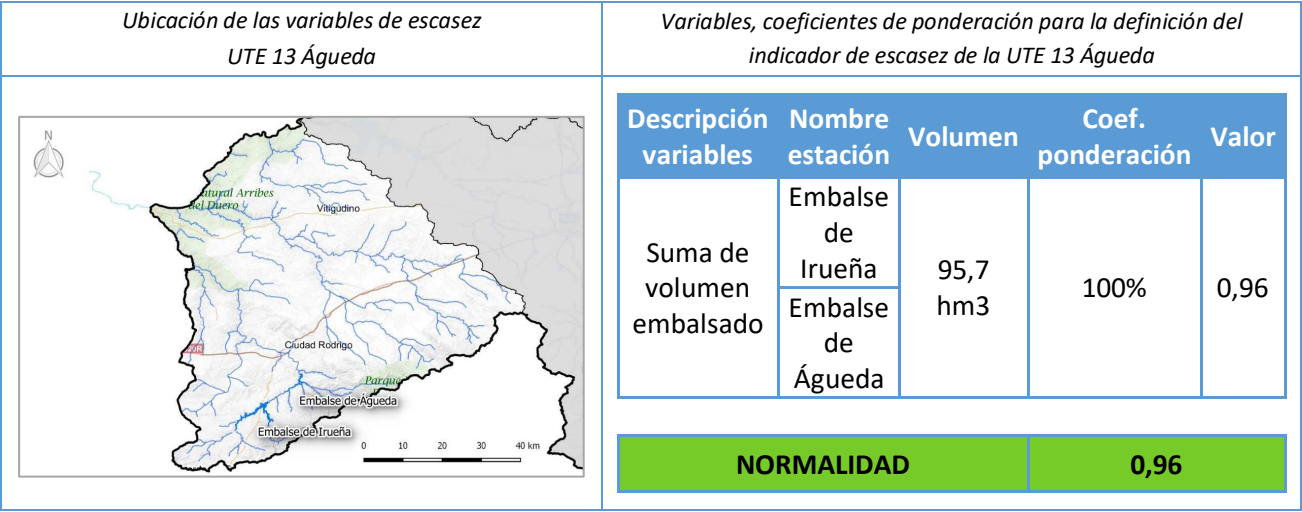 Ubicación de las variables de escasez
UTE 13 Águeda
Variables, coeficientes de ponderación para la definición del
indicador de escasez de la UTE 13 Águeda
N
atural Arribes
del Duero
Vitigudino
Ciudad Rodrigo
Parque
Embalse de Águeda
Embalse de Irueña
0 10 20 30 40 km
Descripción
variables
Nombre
estación
Volumen
Coef.
ponderación
Valor
Suma de
volumen
embalsado
Embalse
de
Irueña
Embalse
de
Águeda
95,7
hm3
100%
0,96
NORMALIDAD
0,96